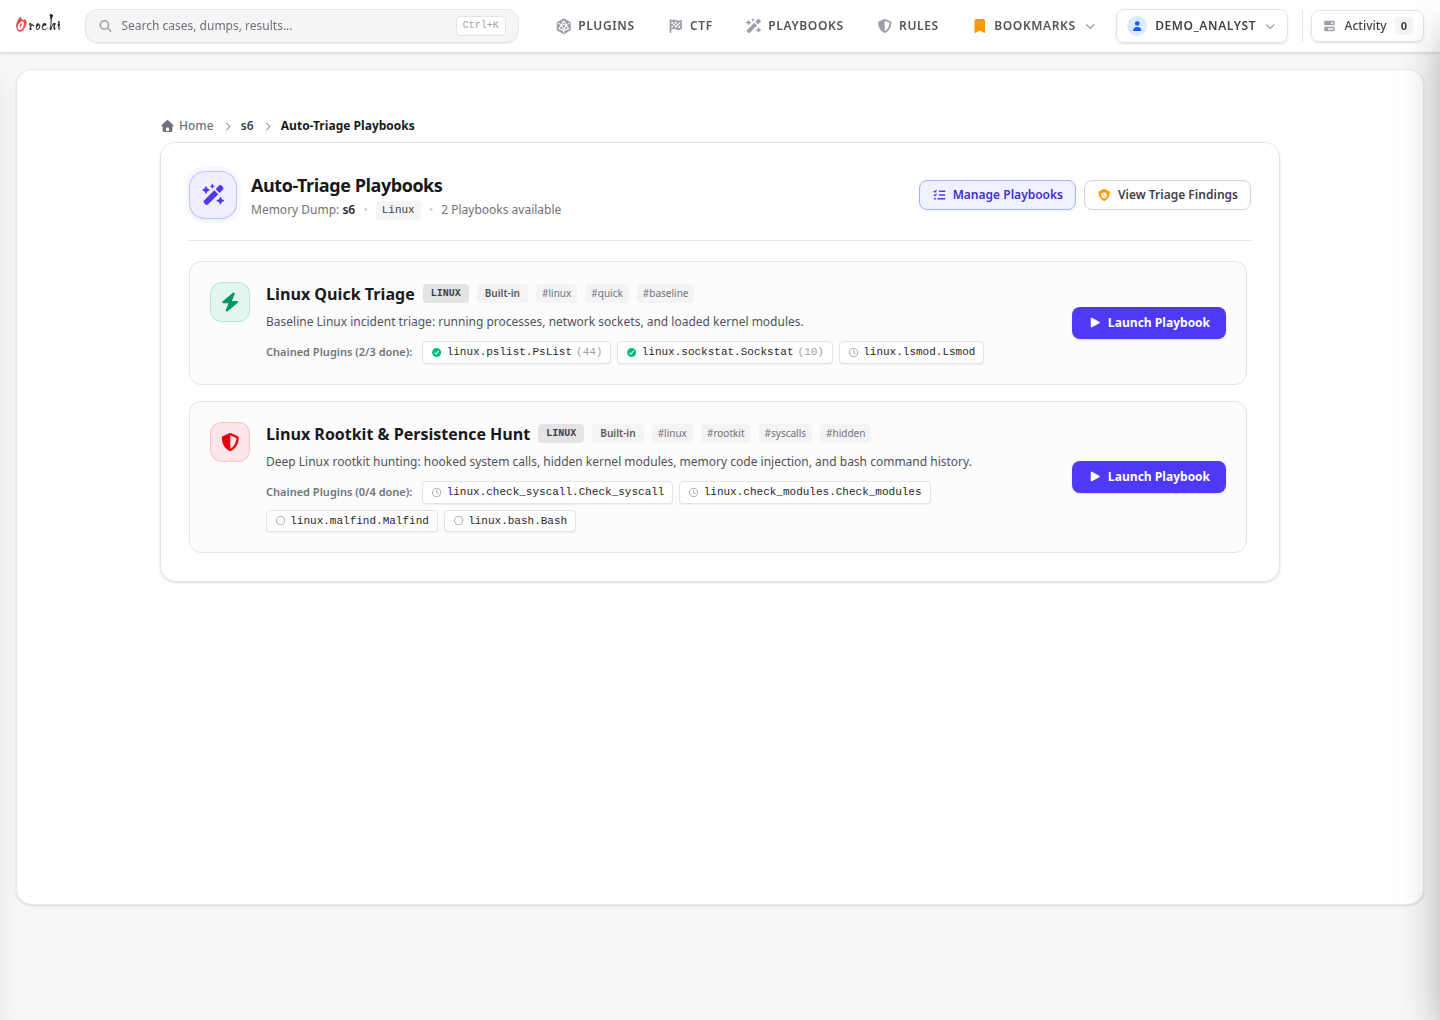 Orochi
Search cases, dumps, results... Ctrl+K
PLUGINS
CTF
PLAYBOOKS
RULES
BOOKMARKS
DEMO_ANALYST
Activity 0
Home > s6 > Auto-Triage Playbooks
Auto-Triage Playbooks
Memory Dump: s6 • Linux • 2 Playbooks available
Manage Playbooks
View Triage Findings
Linux Quick Triage LINUX Built-in #linux #quick #baseline
Baseline Linux incident triage: running processes, network sockets, and loaded kernel modules.
Chained Plugins (2/3 done): linux.pslist.PsList (44) linux.sockstat.Sockstat (10) linux.lsmod.Lsmod
Launch Playbook
Linux Rootkit & Persistence Hunt LINUX Built-in #linux #rootkit #syscalls #hidden
Deep Linux rootkit hunting: hooked system calls, hidden kernel modules, memory code injection, and bash command history.
Chained Plugins (0/4 done): linux.check_syscall.Check_syscall linux.check_modules.Check_modules
linux.malfind.Malfind linux.bash.Bash
Launch Playbook